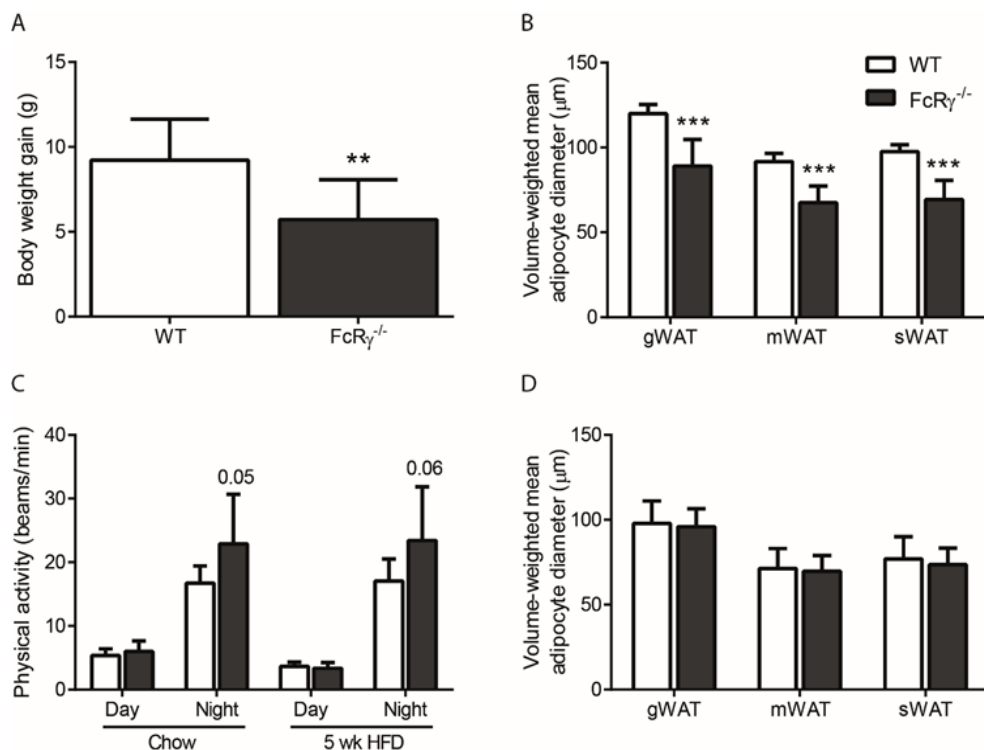 A
Body weight gain (g)
15
10
5
0
**
WT
FcRγ-/-
B
Volume-weighted mean
adipocyte diameter (μm)
150
100
50
0
WT
FcRγ-/-
***
***
***
gWAT
mWAT
sWAT
C
Physical activity (beams/min)
40
30
20
10
0
0.05
0.06
Day
Night
Day
Night
Chow
5 wk HFD
D
Volume-weighted mean
adipocyte diameter (μm)
150
100
50
0
gWAT
mWAT
sWAT